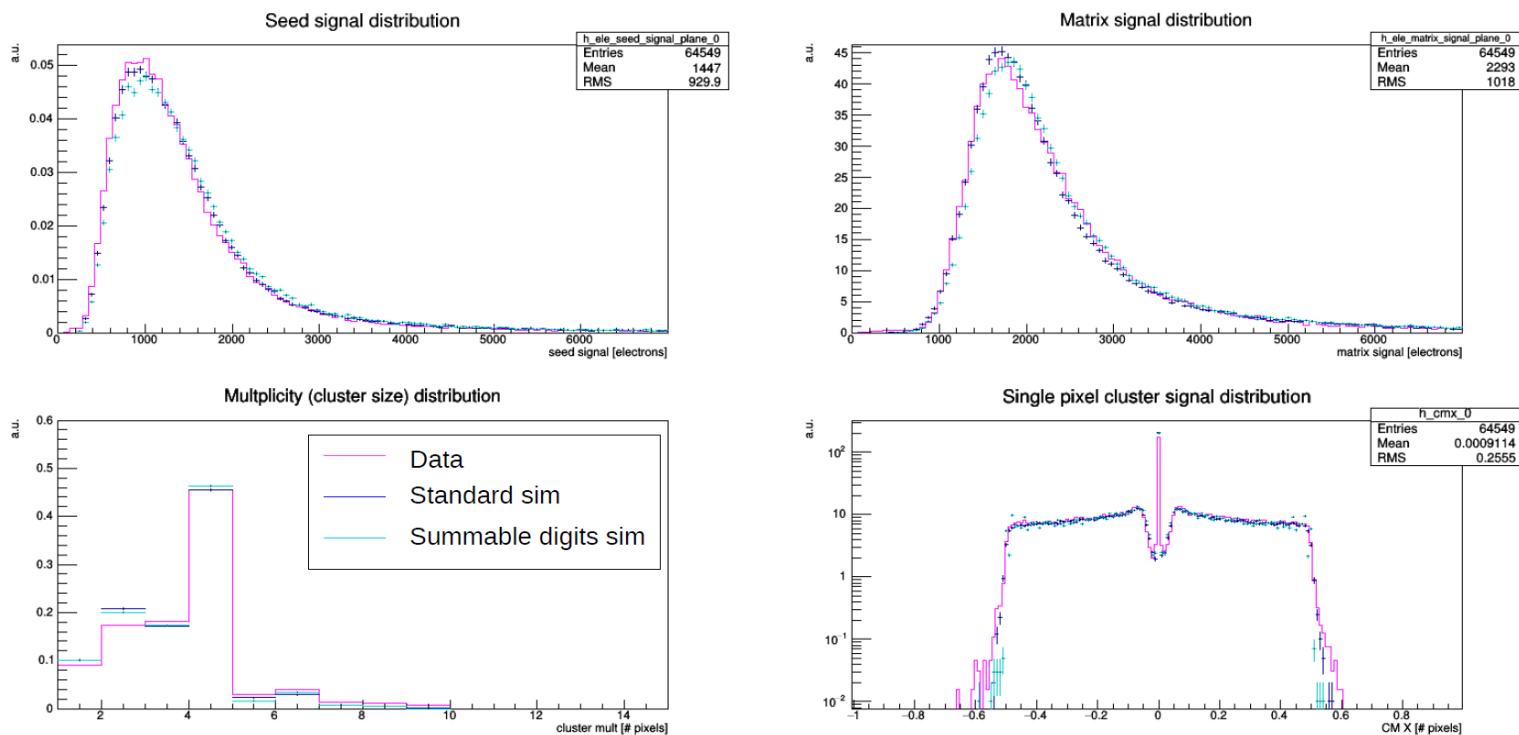 Seed signal distribution
a.u.
h_ele_seed_signal_plane_0
Entries 64549
Mean 1447
RMS 929.9
0.05
0.04
0.03
0.02
0.01
0
0 1000 2000 3000 4000 5000 6000
seed signal [electrons]
Matrix signal distribution
a.u.
h_ele_matrix_signal_plane_0
Entries 64549
Mean 2293
RMS 1018
45
40
35
30
25
20
15
10
5
0
0 1000 2000 3000 4000 5000 6000
matrix signal [electrons]
Multplicity (cluster size) distribution
a.u.
0.6
0.5
0.4
0.3
0.2
0.1
0
Data
Standard sim
Summable digits sim
2 4 6 8 10 12 14
cluster mult [# pixels]
Single pixel cluster signal distribution
a.u.
h_cmx_0
Entries 64549
Mean 0.0009114
RMS 0.2555
10²
10
1
10⁻¹
10⁻²
−1 −0.8 −0.6 −0.4 −0.2 0 0.2 0.4 0.6 0.8 1
CM X [# pixels]